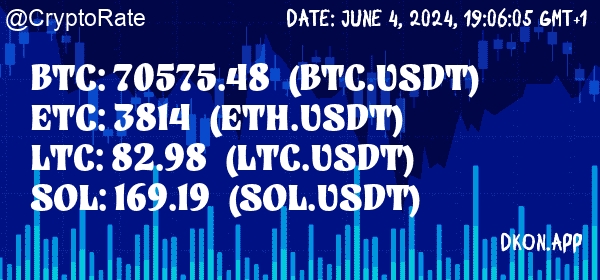 @CryptoRate
DATE: JUNE 4, 2024, 19:06:05 GMT+1
BTC: 70575.48 (BTC.USDT)
ETC: 3814 (ETH.USDT)
LTC: 82.98 (LTC.USDT)
SOL: 169.19 (SOL.USDT)
DKON.APP